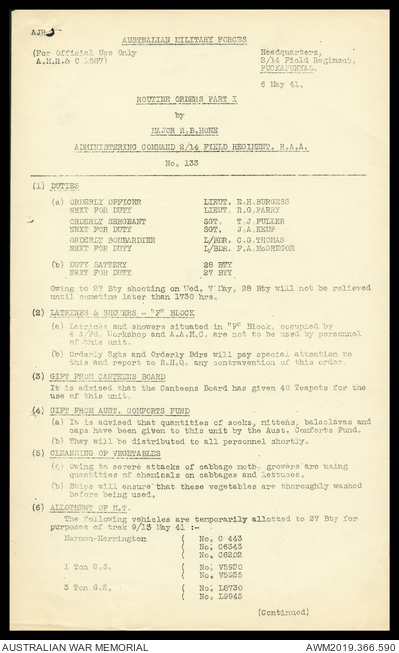 AJR
AUSTRALIAN MILITARY FORCES
(For Official Use Only
A.M.R.& O 1587)
Headquarters,
2/14 Field Regiment,
PUCKAPUNYAL.
6 May 41.
ROUTINE ORDERS PART I
by
MAJOR R.B.HONE
ADMINISTERING COMMAND 2/14 FIELD REGIMENT. R.A.A.
No. 133
(1) DUTIES
(a) ORDERLY OFFICER LIEUT. E.H.BURGESS
NEXT FOR DUTY LIEUT. R.G.PARRY
ORDERLY SERGEANT SGT. T.J.FULLER
NEXT FOR DUTY SGT. J.A.KEMP
ORDERLY BOMBARDIER L/BDR. C.G.THOMAS
NEXT FOR DUTY L/BDR. F.A.McGREGOR
(b) DUTY BATTERY 28 BTY
NEXT FOR DUTY 27 BTY
Owing to 27 Bty shooting on Wed. 7 May, 28 Bty will not be relieved
until sometime later than 1730 hrs.
(2) LATRINES & SHOWERS - "F" BLOCK
(a) Latrines and showers situated in "F" Block, occupied by
4 A/Fd. Workshop and A.A.M.C. are not to be used by personnel
of this unit.
(b) Orderly Sgts and Orderly Bdrs will pay special attention to
this and report to R.H.Q. any contravention of this order.
(3) GIFT FROM CANTEENS BOARD
It is advised that the Canteens Board has given 40 Teapots for the
use of this unit.
(4) GIFT FROM AUST. COMFORTS FUND
(a) It is advised that quantities of socks, mittens, balaclavas and
caps have been given to this unit by the Aust. Comforts Fund.
(b) They will be distributed to all personnel shortly.
(5) CLEANSING OF VEGETABLES
(a) Owing to severe attacks of cabbage moth growers are using
quantities of chemicals on cabbages and lettuces.
(b) Btys will ensure that these vegetables are thoroughly washed
before being used.
(6) ALLOTMENT OF M.T.
The following vehicles are temporarily allotted to 27 Bty for
purposes of trek 9/13 May 41 :-
Marmon-Herrington ( No. C 443
( No. C6343
( No. C6202
1 Ton G.S. ( No. V5930
( No. V5935
3 Ton G.S. ( No. L8730
( No. L9945
(Continued)
AUSTRALIAN WAR MEMORIAL
AWM2019.366.590